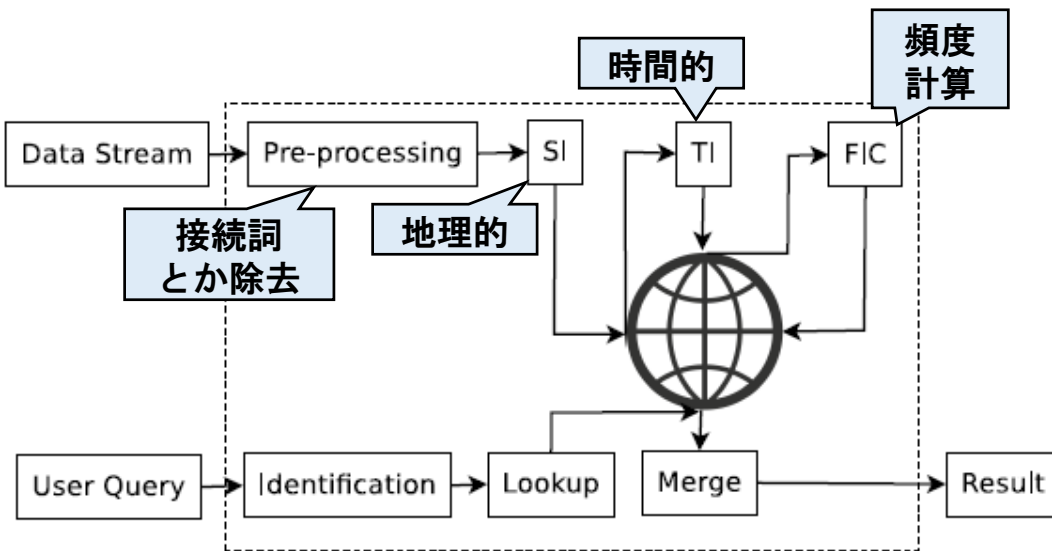 頻度
計算
時間的
Data Stream
Pre-processing
SI
TI
FIC
接続詞
とか除去
地理的
User Query
Identification
Lookup
Merge
Result